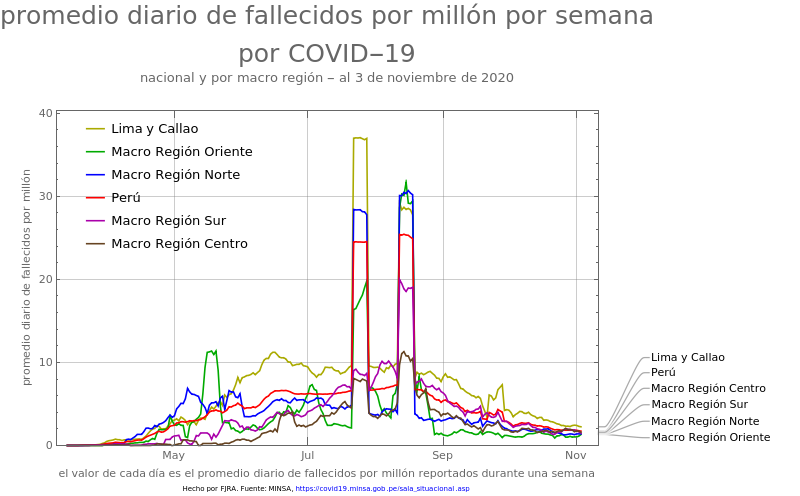 promedio diario de fallecidos por millón por semana
por COVID−19
nacional y por macro región − al 3 de noviembre de 2020
promedio diario de fallecidos por millón
40
30
20
10
0
Lima y Callao
Macro Región Oriente
Macro Región Norte
Perú
Macro Región Sur
Macro Región Centro
May
Jul
Sep
Nov
Lima y Callao
Perú
Macro Región Centro
Macro Región Sur
Macro Región Norte
Macro Región Oriente
el valor de cada día es el promedio diario de fallecidos por millón reportados durante una semana
Hecho por FJRA. Fuente: MINSA, https://covid19.minsa.gob.pe/sala_situacional.asp